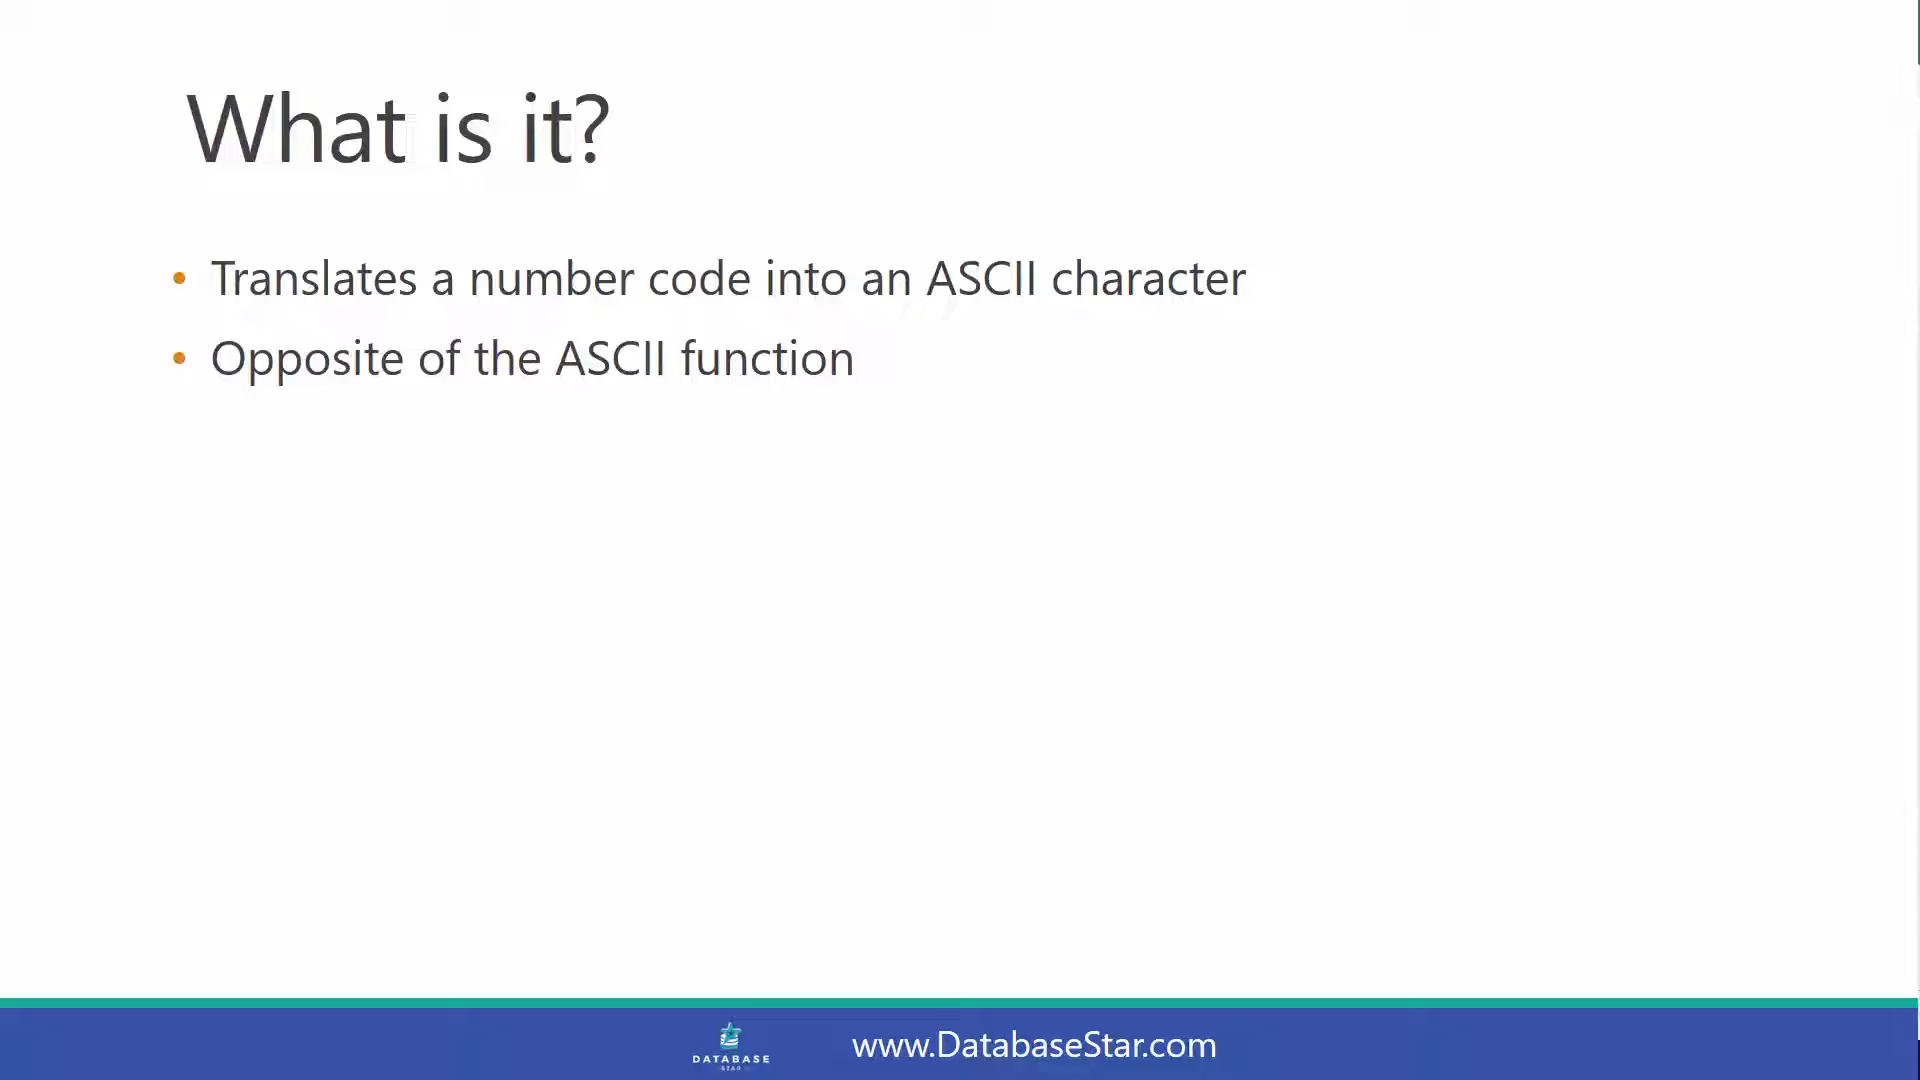 What is it?
• Translates a number code into an ASCII character
• Opposite of the ASCII function
DATABASE
STAR
www.DatabaseStar.com